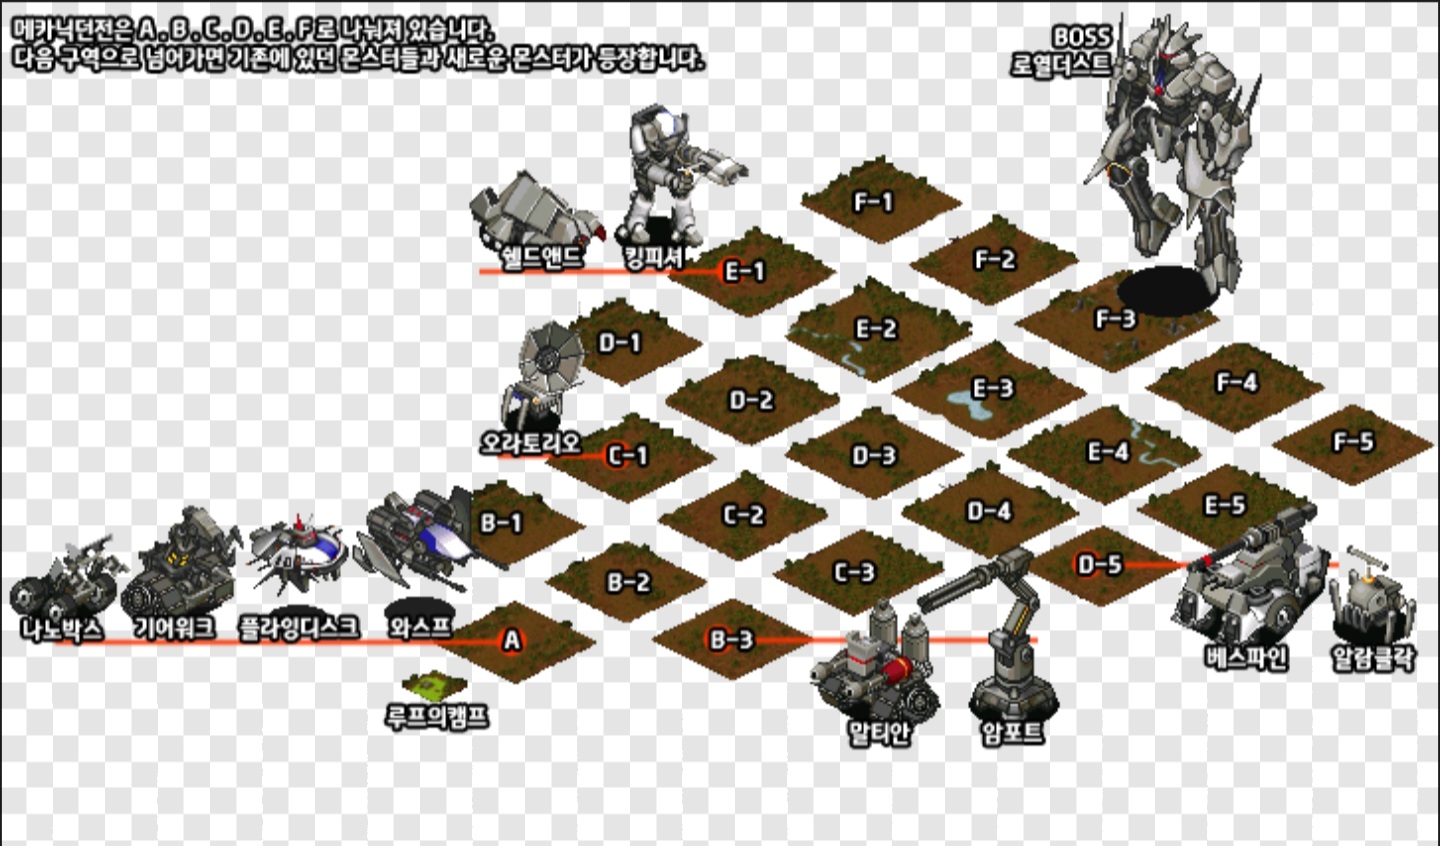 메카닉던전은 A.B.C.D.E.F로 나눠져 있습니다.
다음 구역으로 넘어가면 기존에 있던 몬스터들과 새로운 몬스터가 등장합니다.
BOSS
로열더스트
쉘드앤드
킹피셔
오라토리오
나노박스
기어워크
플라잉디스크
와스프
루프의캠프
말티안
암포트
베스파인
알람클락
F-1
F-2
F-3
F-4
F-5
E-1
E-2
E-3
E-4
E-5
D-1
D-2
D-3
D-4
D-5
C-1
C-2
C-3
B-1
B-2
B-3
A